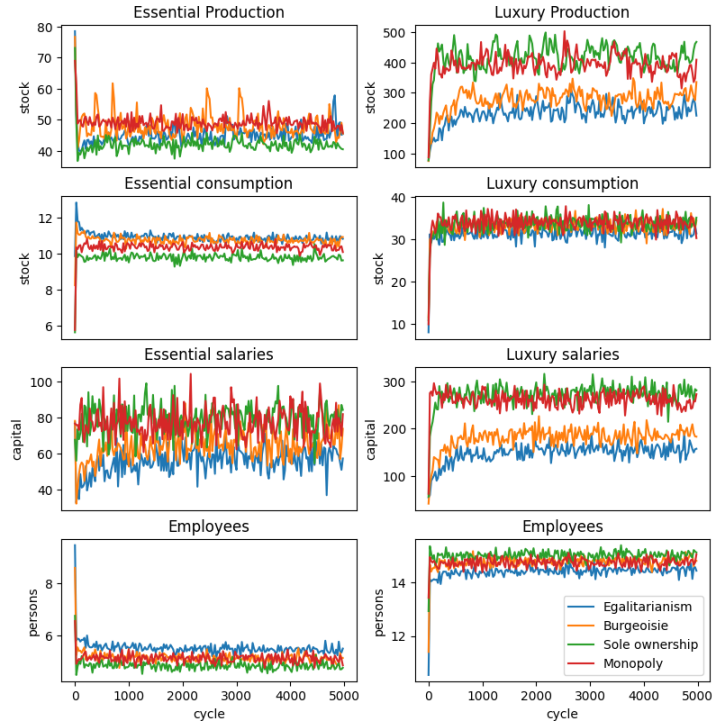 Essential Production
Luxury Production
80
70
60
50
40
stock
500
400
300
200
100
stock
Essential consumption
Luxury consumption
12
10
8
6
stock
40
30
20
10
stock
Essential salaries
Luxury salaries
100
80
60
40
capital
300
200
100
capital
Employees
Employees
8
6
persons
14
12
persons
Egalitarianism
Burgeoisie
Sole ownership
Monopoly
0 1000 2000 3000 4000 5000
0 1000 2000 3000 4000 5000
cycle
cycle